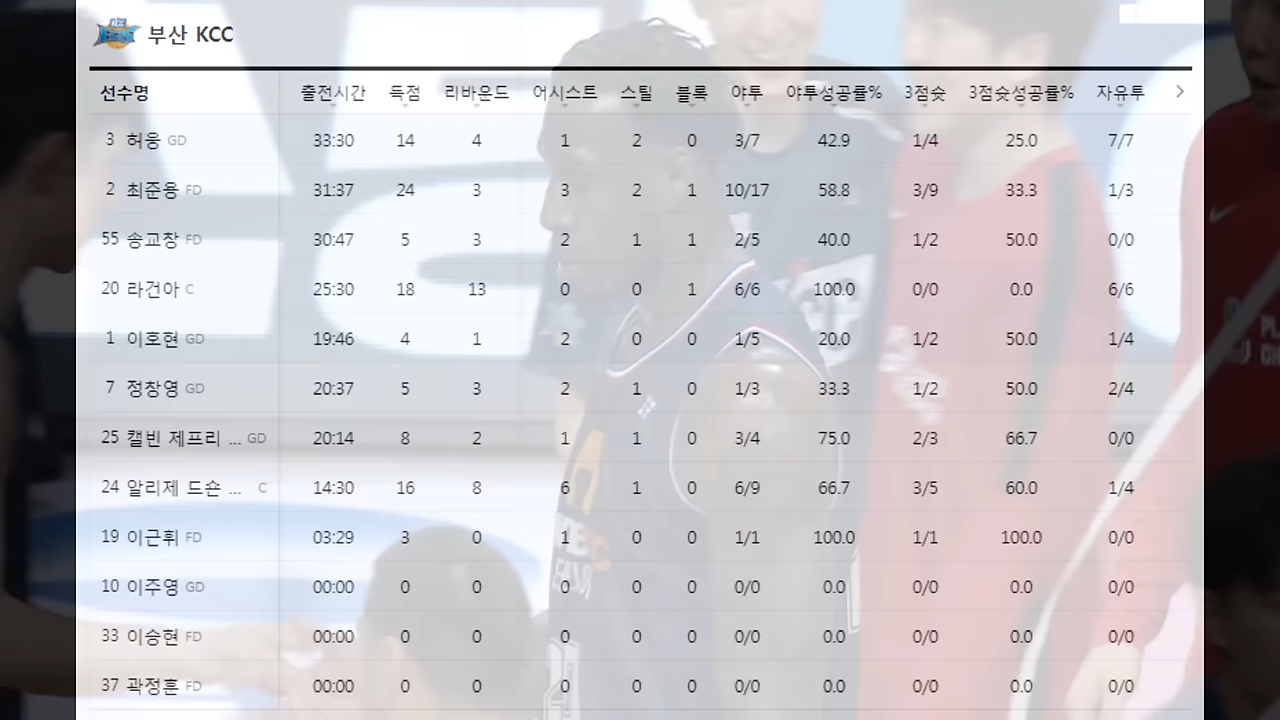 부산 KCC
선수명 출전시간 득점 리바운드 어시스트 스틸 블록 야투 야투성공률% 3점슛 3점슛성공률% 자유투
3 허웅 GD 33:30 14 4 1 2 0 3/7 42.9 1/4 25.0 7/7
2 최준용 FD 31:37 24 3 3 2 1 10/17 58.8 3/9 33.3 1/3
55 송교창 FD 30:47 5 3 2 1 1 2/5 40.0 1/2 50.0 0/0
20 라건아 C 25:30 18 13 0 0 1 6/6 100.0 0/0 0.0 6/6
1 이호현 GD 19:46 4 1 2 0 0 1/5 20.0 1/2 50.0 1/4
7 정창영 GD 20:37 5 3 2 1 0 1/3 33.3 1/2 50.0 2/4
25 캘빈 제프리 ... GD 20:14 8 2 1 1 0 3/4 75.0 2/3 66.7 0/0
24 알리제 드숀 ... C 14:30 16 8 6 1 0 6/9 66.7 3/5 60.0 1/4
19 이근휘 FD 03:29 3 0 1 0 0 1/1 100.0 1/1 100.0 0/0
10 이주영 GD 00:00 0 0 0 0 0 0/0 0.0 0/0 0.0 0/0
33 이승현 FD 00:00 0 0 0 0 0 0/0 0.0 0/0 0.0 0/0
37 곽정훈 FD 00:00 0 0 0 0 0 0/0 0.0 0/0 0.0 0/0